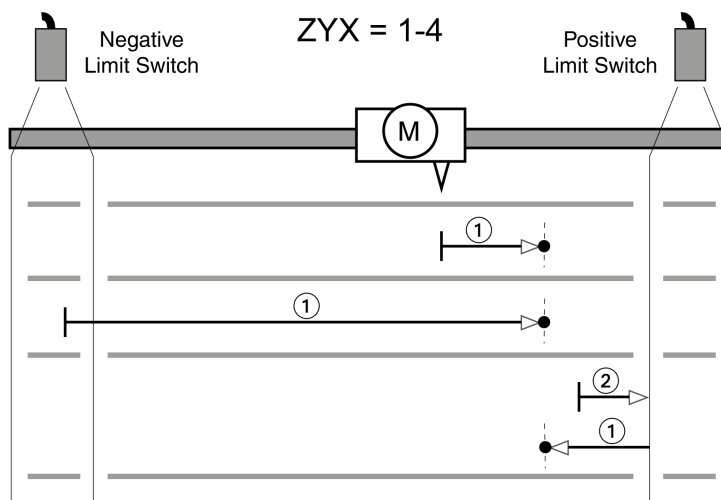 ZYX = 1-4
Negative
Limit Switch
Positive
Limit Switch
M
1
1
2
1